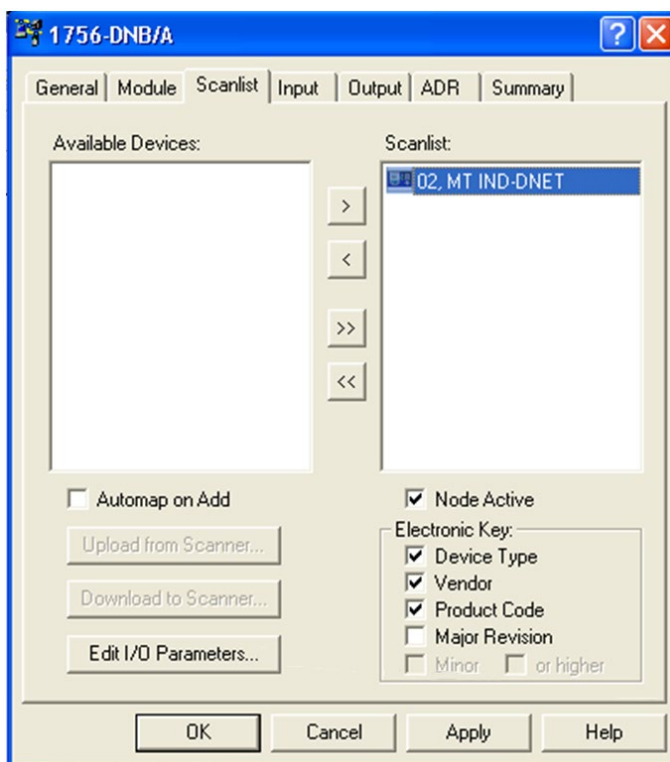 1756-DNB/A
General Module Scanlist Input Output ADR Summary
Available Devices:
Scanlist:
02, MT IND-DNET
>
<
>>
<<
Automap on Add
Upload from Scanner...
Download to Scanner...
Edit I/O Parameters...
Node Active
Electronic Key:
Device Type
Vendor
Product Code
Major Revision
Minor or higher
OK Cancel Apply Help